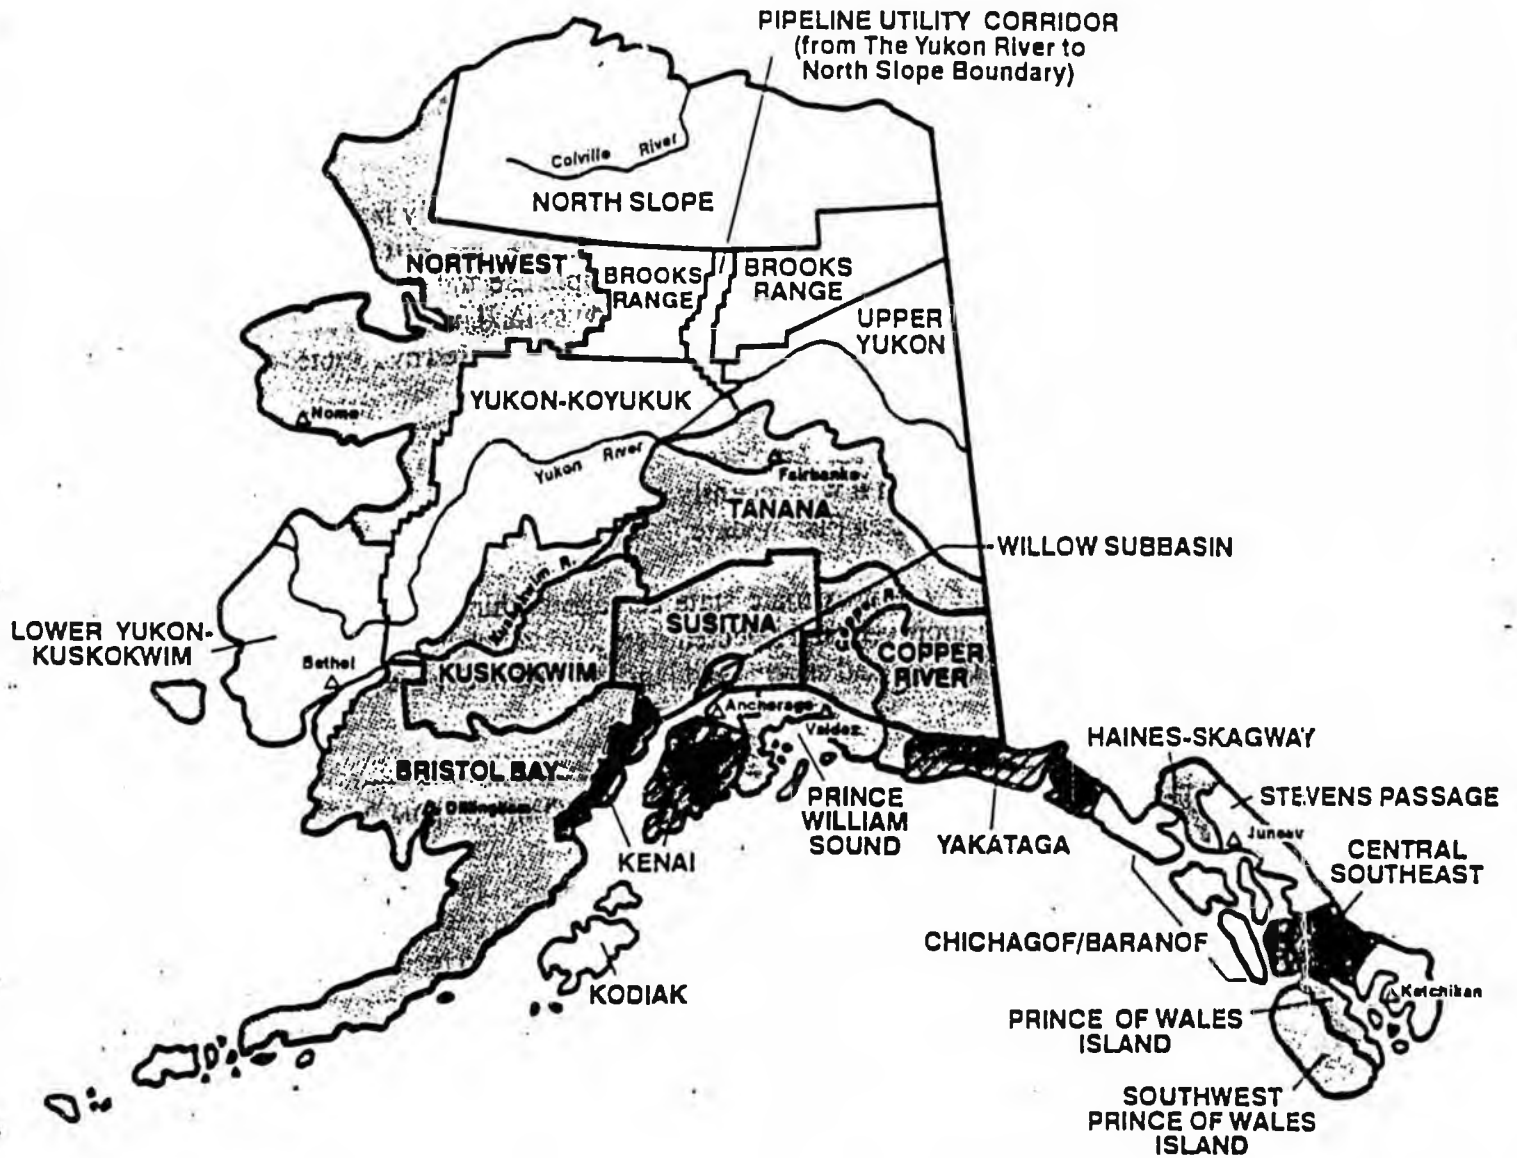 PIPELINE UTILITY CORRIDOR
(from The Yukon River to
North Slope Boundary)
Colville River
NORTH SLOPE
NORTHWEST
BROOKS
RANGE
BROOKS
RANGE
UPPER
YUKON
YUKON-KOYUKUK
Nome
Yukon River
Fairbanks
TANANA
WILLOW SUBBASIN
Kuskokwim R.
SUSITNA
Copper R.
COPPER
RIVER
LOWER YUKON-
KUSKOKWIM
Bethel
KUSKOKWIM
Anchorage
Valdez
BRISTOL BAY
Dillingham
HAINES-SKAGWAY
STEVENS PASSAGE
Juneau
PRINCE
WILLIAM
SOUND
YAKATAGA
CENTRAL
SOUTHEAST
KENAI
CHICHAGOF/BARANOF
KODIAK
Ketchikan
PRINCE OF WALES
ISLAND
SOUTHWEST
PRINCE OF WALES
ISLAND